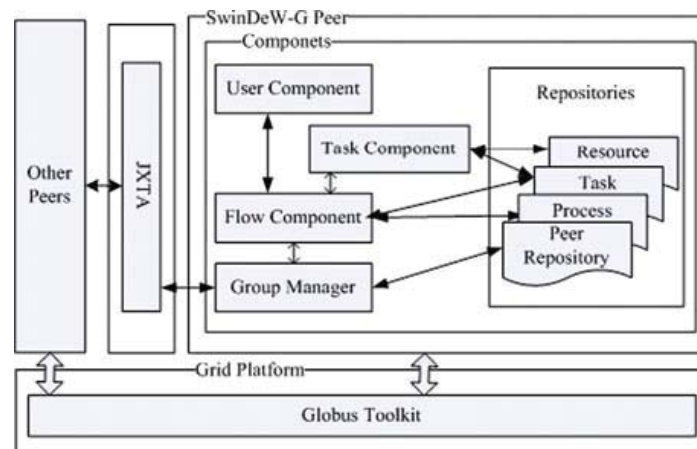 SwinDeW-G Peer
Componets
User Component
Repositories
Task Component
Resource
Other
Peers
JXTA
Task
Flow Component
Process
Peer
Repository
Group Manager
Grid Platform
Globus Toolkit